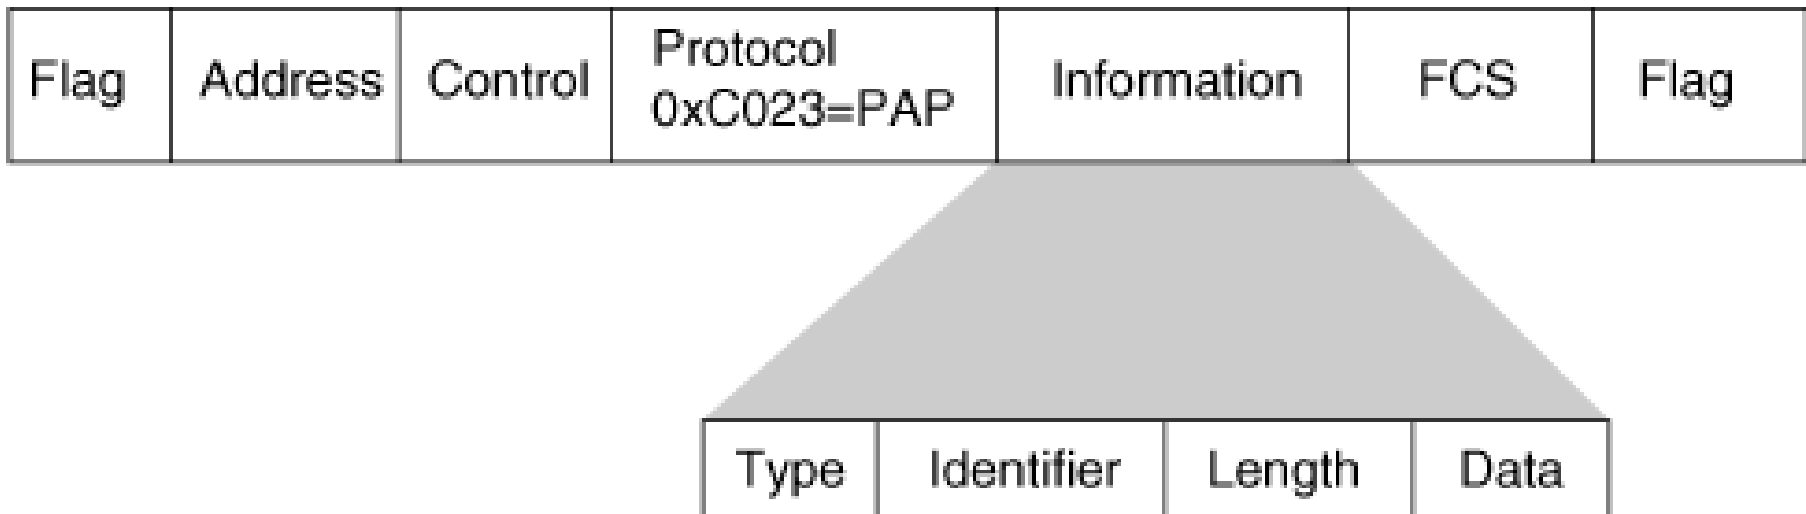 Flag
Address
Control
Protocol
0xC023=PAP
Information
FCS
Flag
Type
Identifier
Length
Data